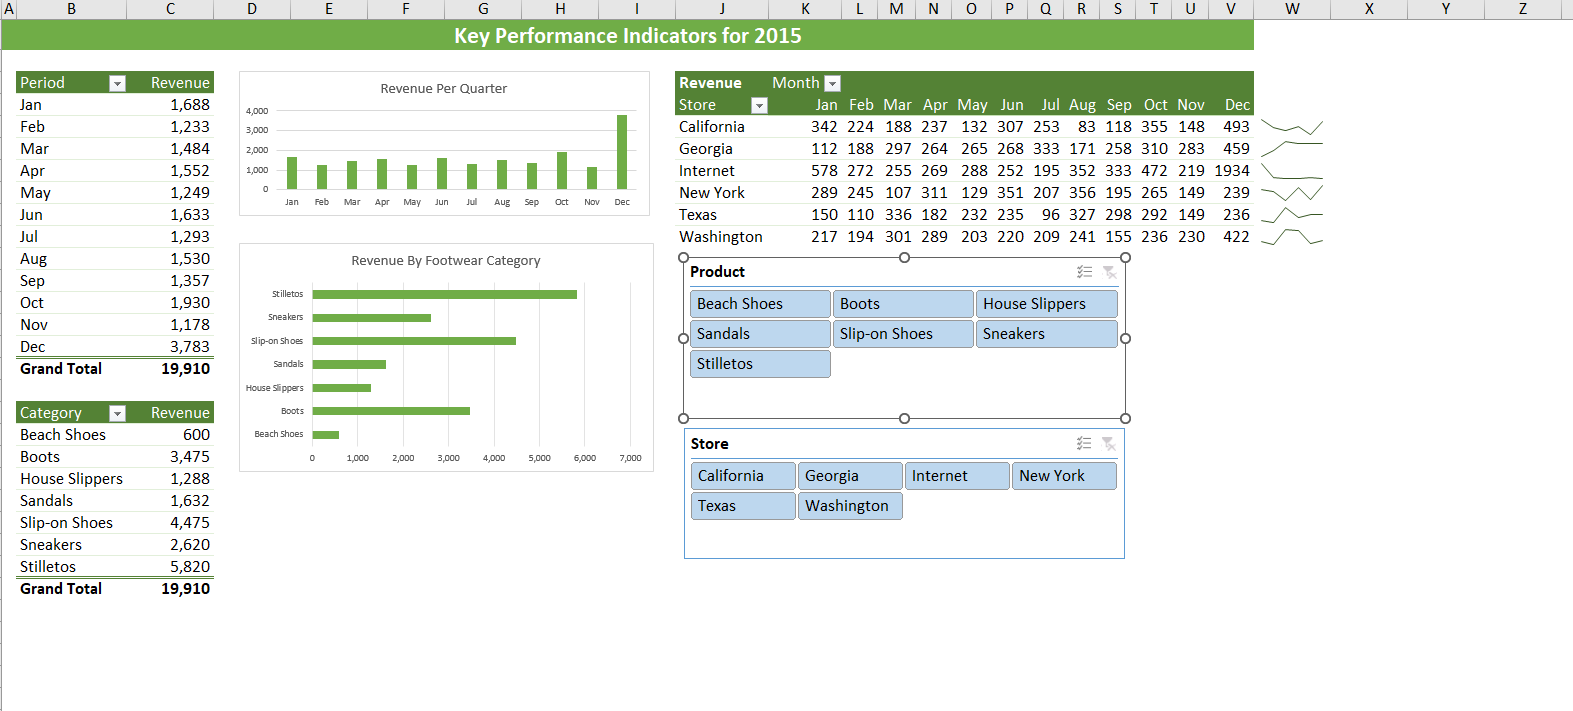 A B C D E F G H I J K L M N O P Q R S T U V W X Y Z
Key Performance Indicators for 2015
Period Revenue
Jan 1,688
Feb 1,233
Mar 1,484
Apr 1,552
May 1,249
Jun 1,633
Jul 1,293
Aug 1,530
Sep 1,357
Oct 1,930
Nov 1,178
Dec 3,783
Grand Total 19,910
Category Revenue
Beach Shoes 600
Boots 3,475
House Slippers 1,288
Sandals 1,632
Slip-on Shoes 4,475
Sneakers 2,620
Stilletos 5,820
Grand Total 19,910
Revenue Per Quarter
4,000
3,000
2,000
1,000
0
Jan Feb Mar Apr May Jun Jul Aug Sep Oct Nov Dec
Revenue By Footwear Category
Stilletos
Sneakers
Slip-on Shoes
Sandals
House Slippers
Boots
Beach Shoes
0 1,000 2,000 3,000 4,000 5,000 6,000 7,000
Revenue Month
Store Jan Feb Mar Apr May Jun Jul Aug Sep Oct Nov Dec
California 342 224 188 237 132 307 253 83 118 355 148 493
Georgia 112 188 297 264 265 268 333 171 258 310 283 459
Internet 578 272 255 269 288 252 195 352 333 472 219 1934
New York 289 245 107 311 129 351 207 356 195 265 149 239
Texas 150 110 336 182 232 235 96 327 298 292 149 236
Washington 217 194 301 289 203 220 209 241 155 236 230 422
Product
Beach Shoes Boots House Slippers
Sandals Slip-on Shoes Sneakers
Stilletos
Store
California Georgia Internet New York
Texas Washington